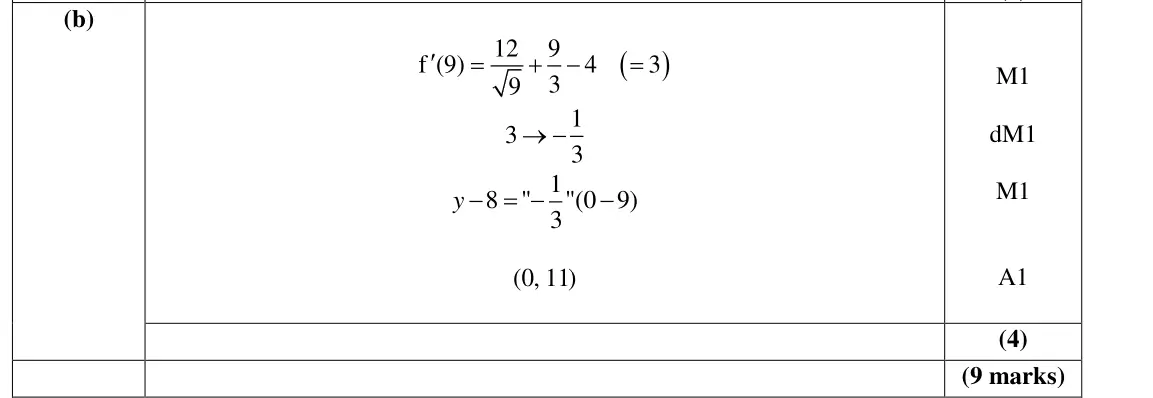 (b)
f′(9) = 12/√9 + 9/3 − 4 (= 3)
M1
3 → −1/3
dM1
y − 8 = "−1/3"(0 − 9)
M1
(0, 11)
A1
(4)
(9 marks)